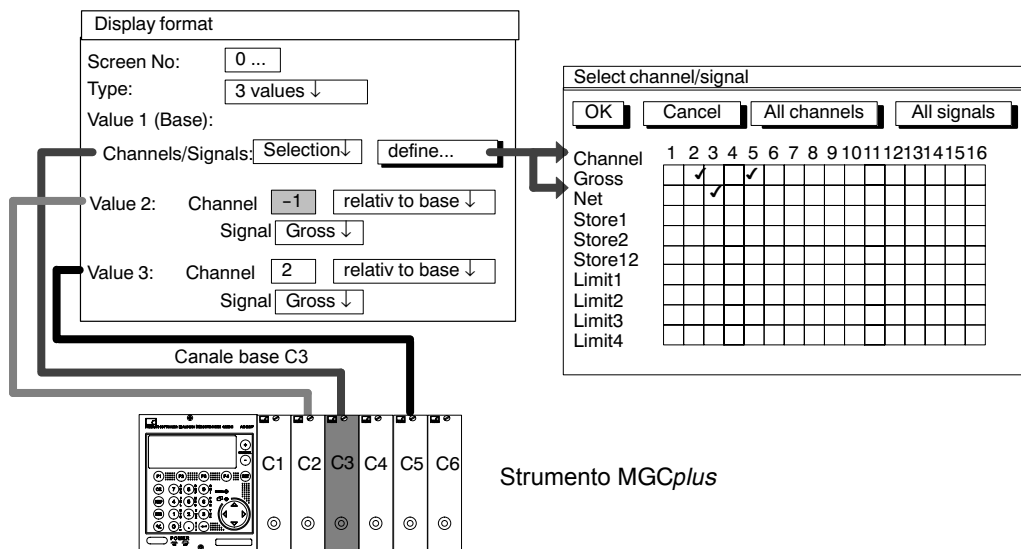 Display format
Screen No: 0 ...
Type: 3 values ↓
Value 1 (Base):
Channels/Signals: Selection↓ define...
Value 2: Channel −1 relativ to base ↓
Signal Gross ↓
Value 3: Channel 2 relativ to base ↓
Signal Gross ↓
Select channel/signal
OK Cancel All channels All signals
Channel 1 2 3 4 5 6 7 8 9 10 11 12 13 14 15 16
Gross ✓ ✓
Net ✓
Store1
Store2
Store12
Limit1
Limit2
Limit3
Limit4
Canale base C3
C1 C2 C3 C4 C5 C6
POWER
Strumento MGCplus